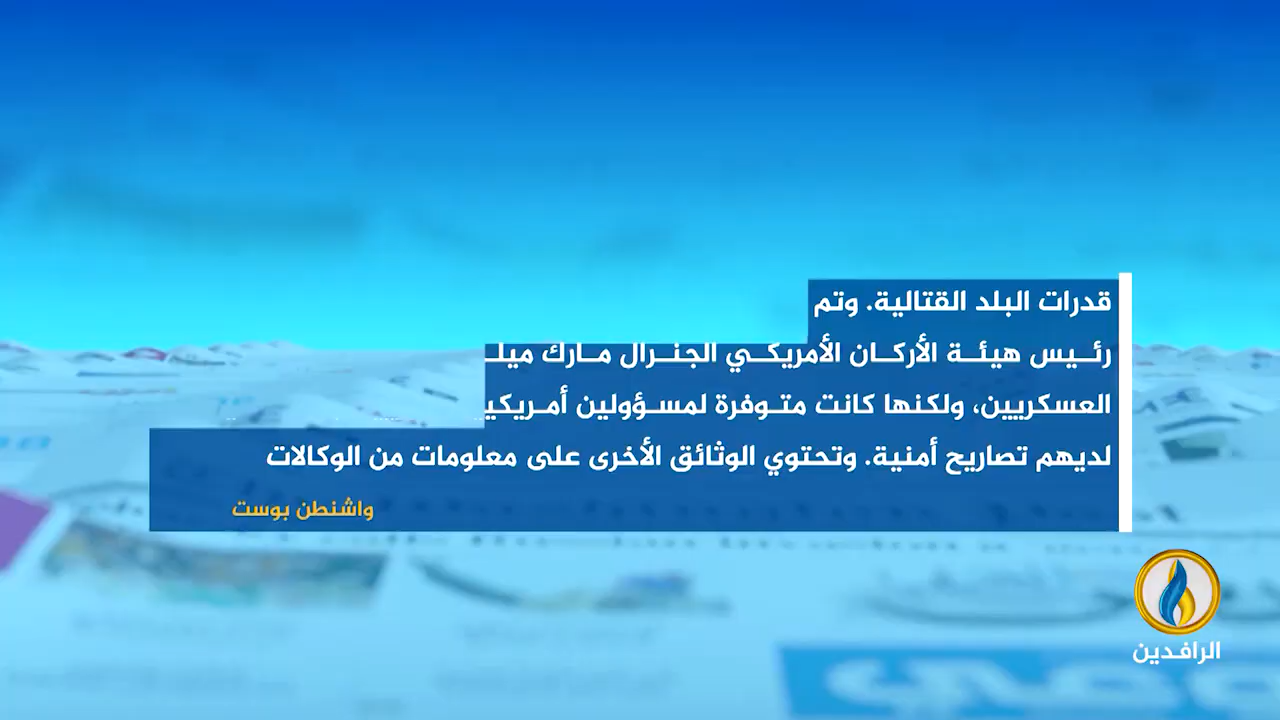 قدرات البلد القتالية. وتم
رئـيس هيئـة الأركـان الأمريكـي الجنـرال مـارك ميلـ
العسكريين، ولكنها كانت متـوفرة لمسـؤولين أمـريكيـ
لديهم تصاريح أمنية. وتحتوي الوثائق الأخرى على معلومات من الوكالات
واشنطن بوست
الرافدين